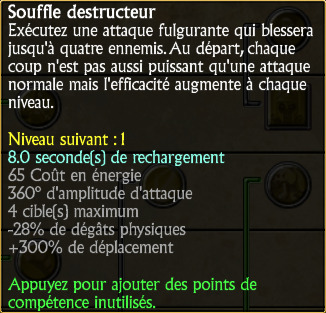 Souffle destructeur
Exécutez une attaque fulgurante qui blessera
jusqu'à quatre ennemis. Au départ, chaque
coup n'est pas aussi puissant qu'une attaque
normale mais l'efficacité augmente à chaque
niveau.
Niveau suivant : 1
8.0 seconde(s) de rechargement
65 Coût en énergie
360° d'amplitude d'attaque
4 cible(s) maximum
-28% de dégâts physiques
+300% de déplacement
Appuyez pour ajouter des points de
compétence inutilisés.